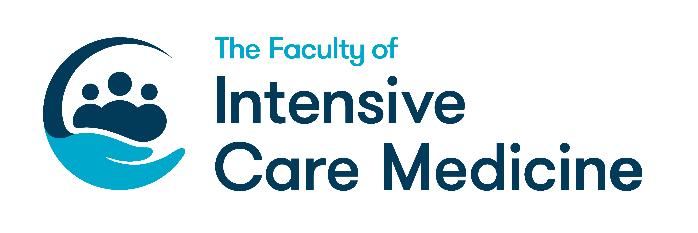 The Faculty of
Intensive
Care Medicine